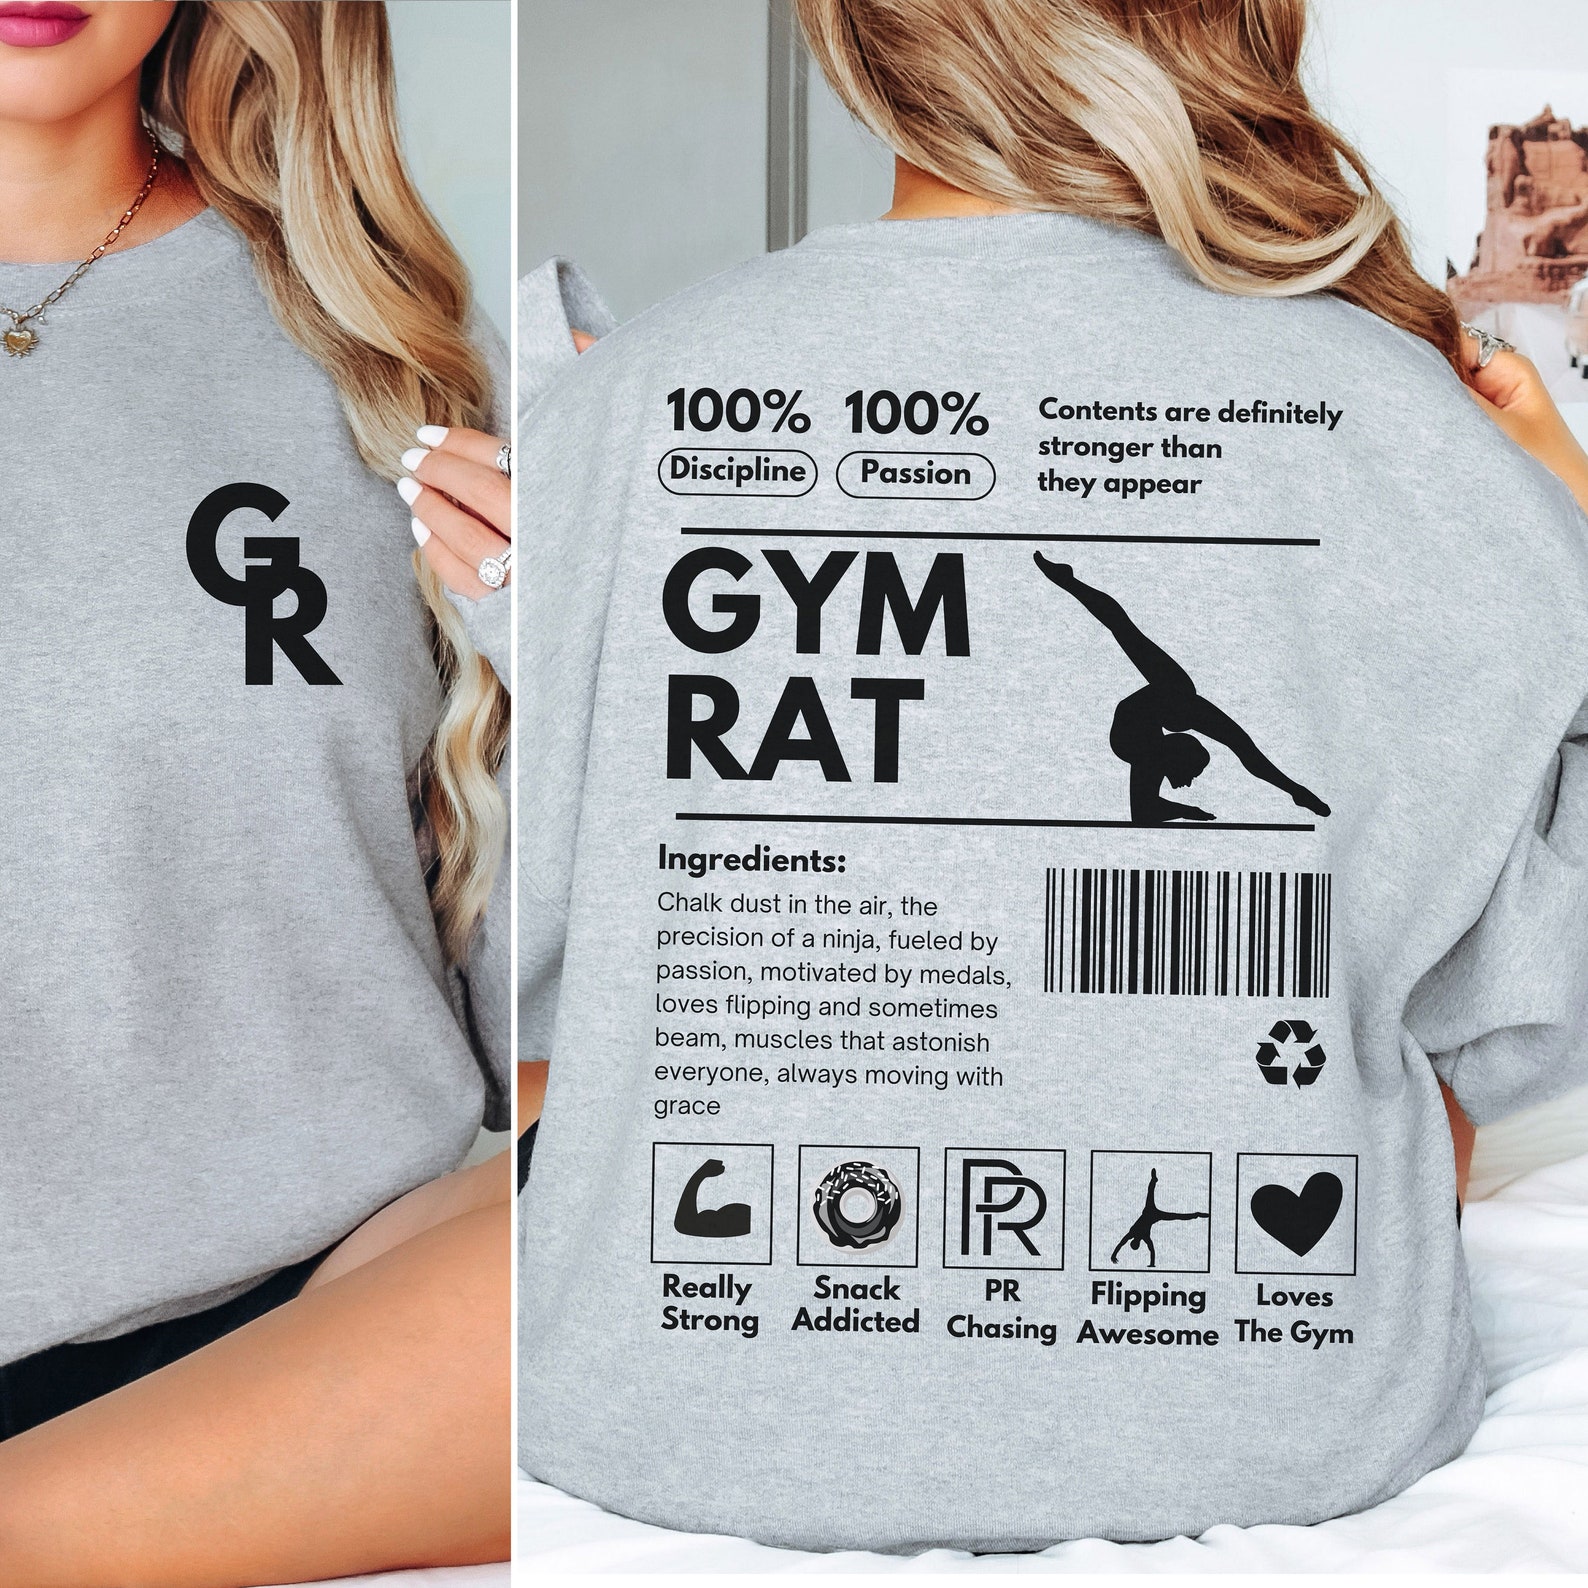 GR
100% 100%
Discipline Passion
Contents are definitely
stronger than
they appear
GYM
RAT
Ingredients:
Chalk dust in the air, the
precision of a ninja, fueled by
passion, motivated by medals,
loves flipping and sometimes
beam, muscles that astonish
everyone, always moving with
grace
PR
Really
Strong
Snack
Addicted
PR
Chasing
Flipping
Awesome
Loves
The Gym